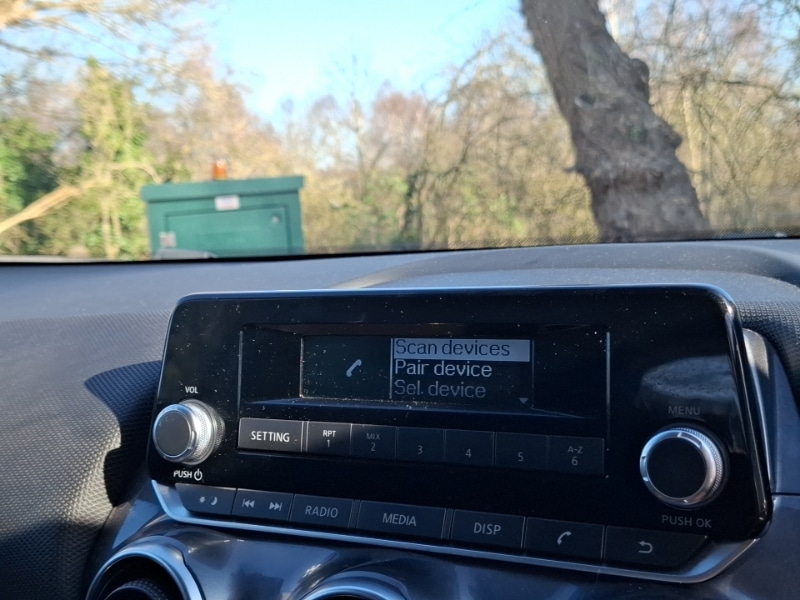 Scan devices
Pair device
Sel. device
VOL
PUSH
MENU
PUSH OK
SETTING
RPT 1
MIX 2
3
4
5
A-Z 6
RADIO
MEDIA
DISP